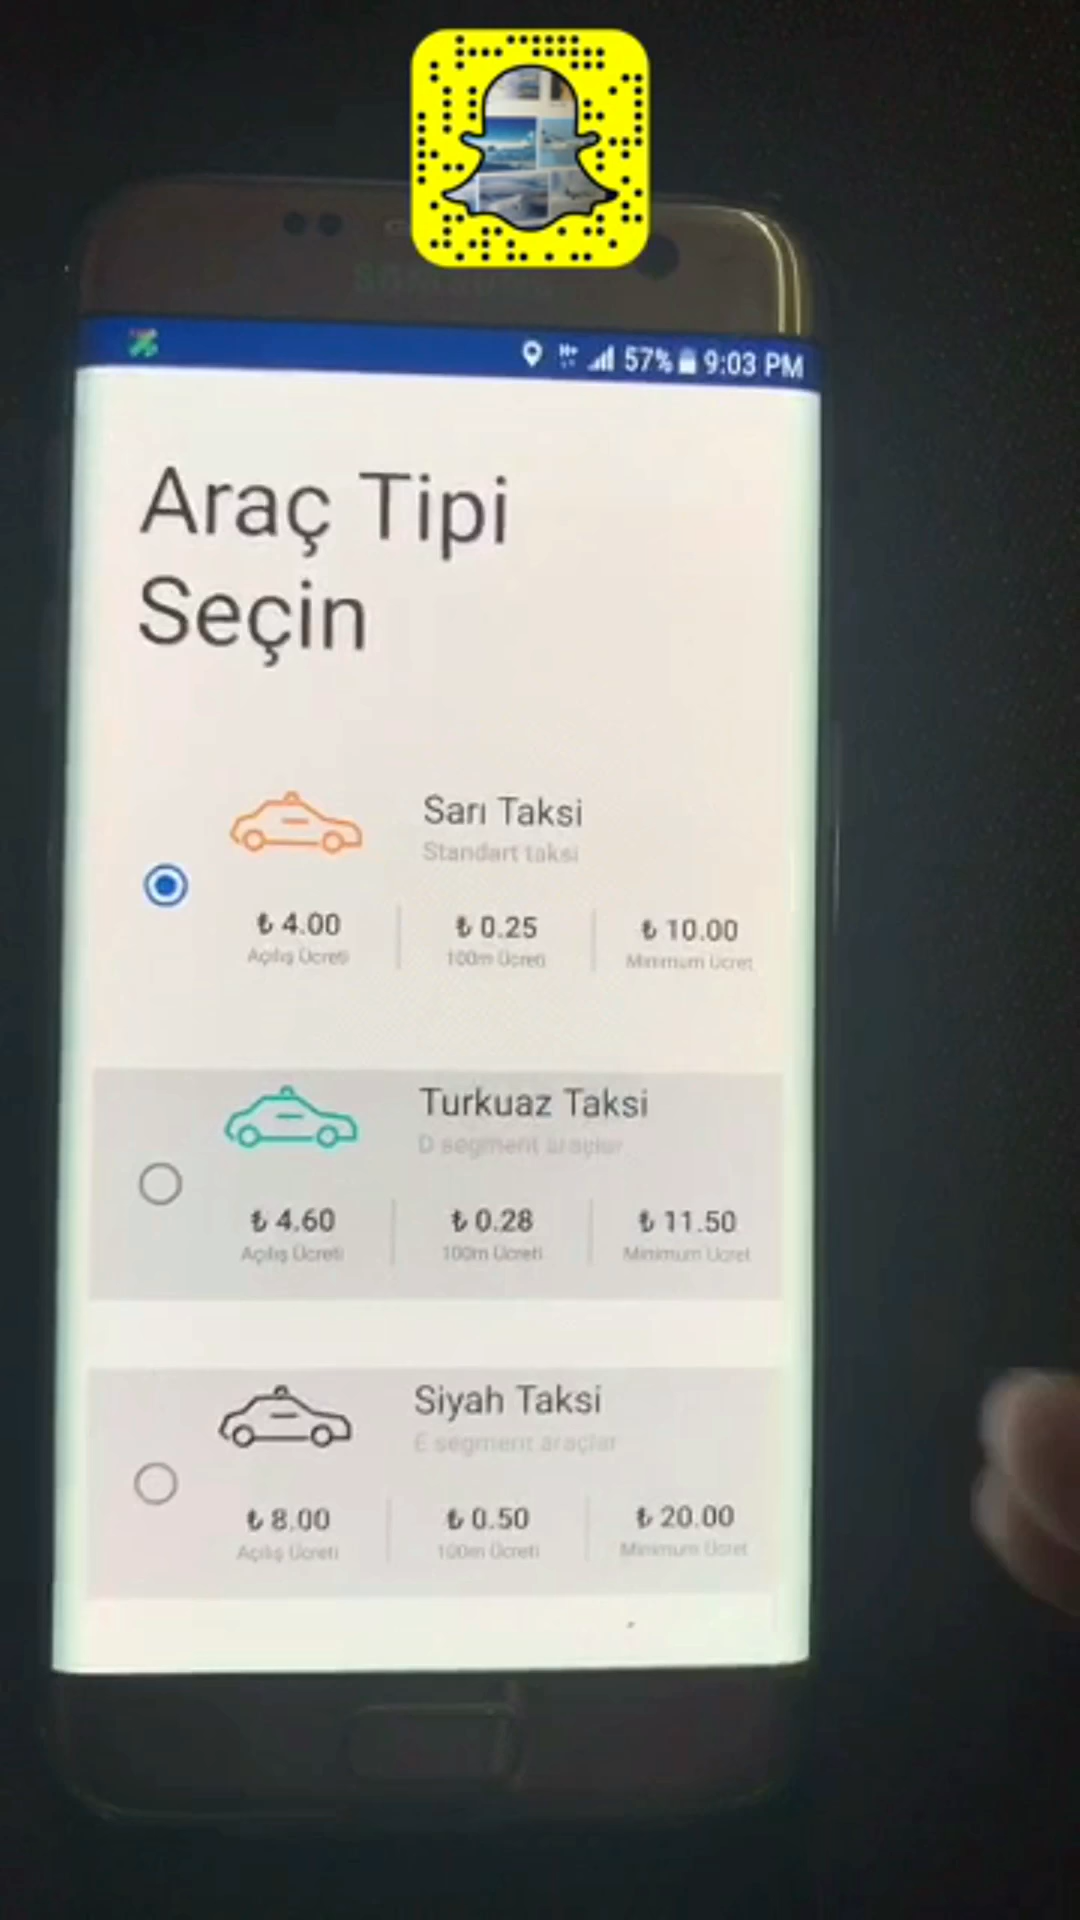 SAMSUNG
57% 9:03 PM
Araç Tipi
Seçin
Sarı Taksi
Standart taksi
₺ 4.00 ₺ 0.25 ₺ 10.00
Açılış Ücreti 100m Ücreti Minimum Ücret
Turkuaz Taksi
D segment araçlar
₺ 4.60 ₺ 0.28 ₺ 11.50
Açılış Ücreti 100m Ücreti Minimum Ücret
Siyah Taksi
E segment araçlar
₺ 8.00 ₺ 0.50 ₺ 20.00
Açılış Ücreti 100m Ücreti Minimum Ücret